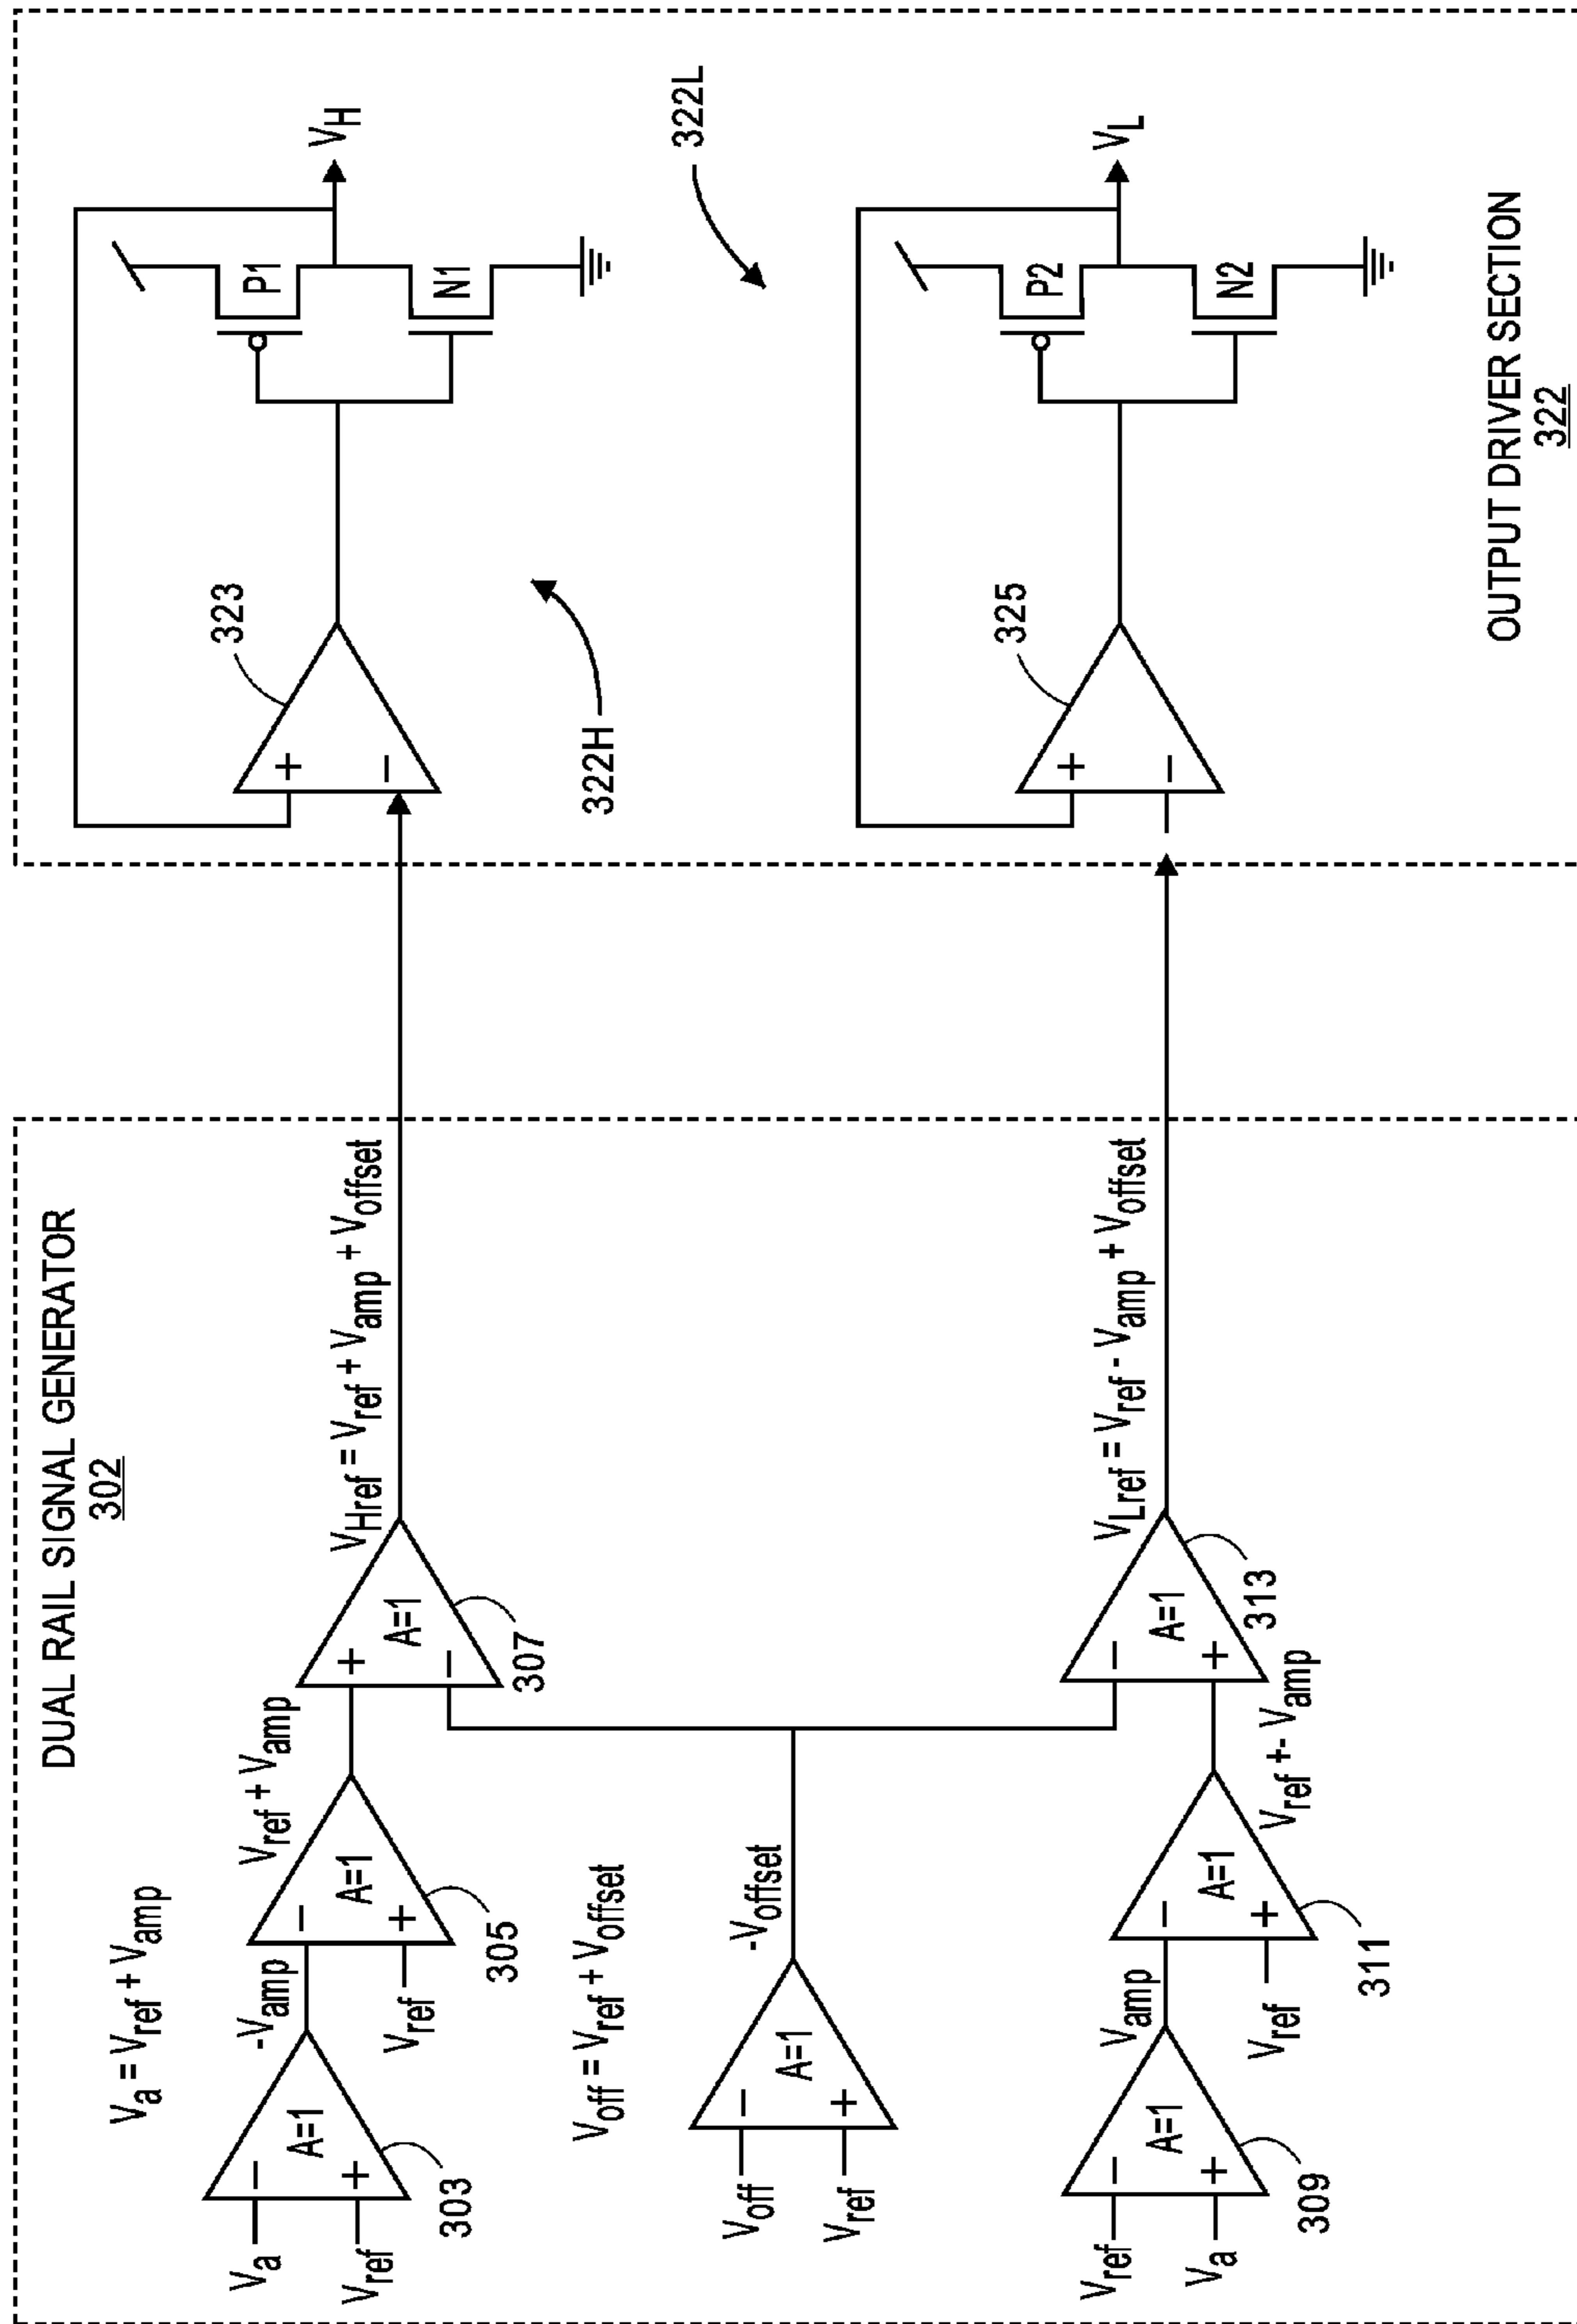 DUAL RAIL SIGNAL GENERATOR
302
Va = Vref + Vamp
Va
Vref
−
+
A=1
303
-Vamp
Vref
−
+
A=1
305
Vref + Vamp
+
−
A=1
307
VHref = Vref + Vamp + Voffset
Voff = Vref + Voffset
Voff
Vref
−
+
A=1
-Voffset
Vref
Va
−
+
A=1
309
Vamp
Vref
−
+
A=1
311
Vref +- Vamp
−
+
A=1
313
VLref = Vref - Vamp + Voffset
+
−
323
322H
P1
N1
VH
322L
+
−
325
P2
N2
VL
OUTPUT DRIVER SECTION
322